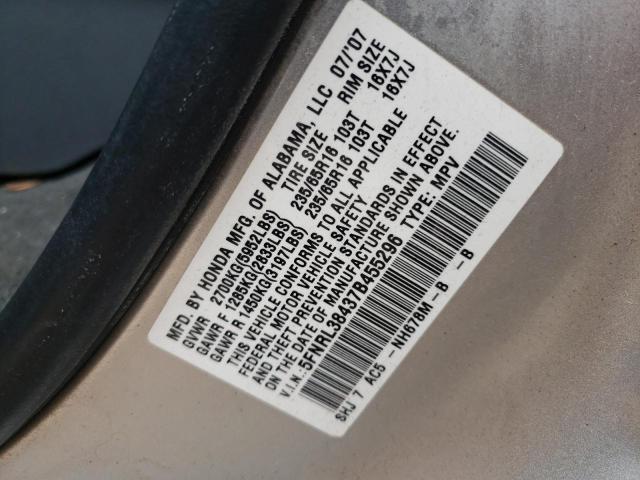 MFD. BY HONDA MFG. OF ALABAMA, LLC 07/'07
TIRE SIZE RIM SIZE
GVWR 2700KG(5952LBS)
GAWR F 1285KG(2833LBS) 235/65R16 103T 16X7J
GAWR R 1450KG(3197LBS) 235/65R16 103T 16X7J
THIS VEHICLE CONFORMS TO ALL APPLICABLE
FEDERAL MOTOR VEHICLE SAFETY
AND THEFT PREVENTION STANDARDS IN EFFECT
ON THE DATE OF MANUFACTURE SHOWN ABOVE.
V.I.N.:5FNRL38437B455296 TYPE: MPV
SHJ 7 AC5 -NH678M-B -B